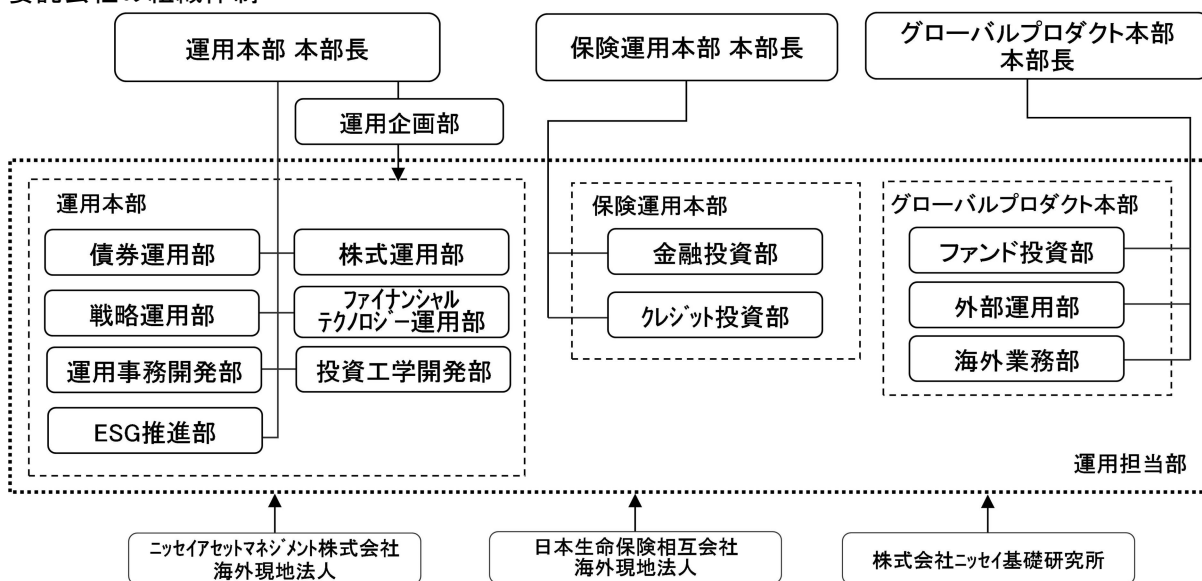 運用本部 本部長
保険運用本部 本部長
グローバルプロダクト本部
本部長
運用企画部
運用本部
債券運用部
株式運用部
戦略運用部
ファイナンシャル
テクノロジー運用部
運用事務開発部
投資工学開発部
ESG推進部
保険運用本部
金融投資部
クレジット投資部
グローバルプロダクト本部
ファンド投資部
外部運用部
海外業務部
運用担当部
ニッセイアセットマネジメント株式会社
海外現地法人
日本生命保険相互会社
海外現地法人
株式会社ニッセイ基礎研究所